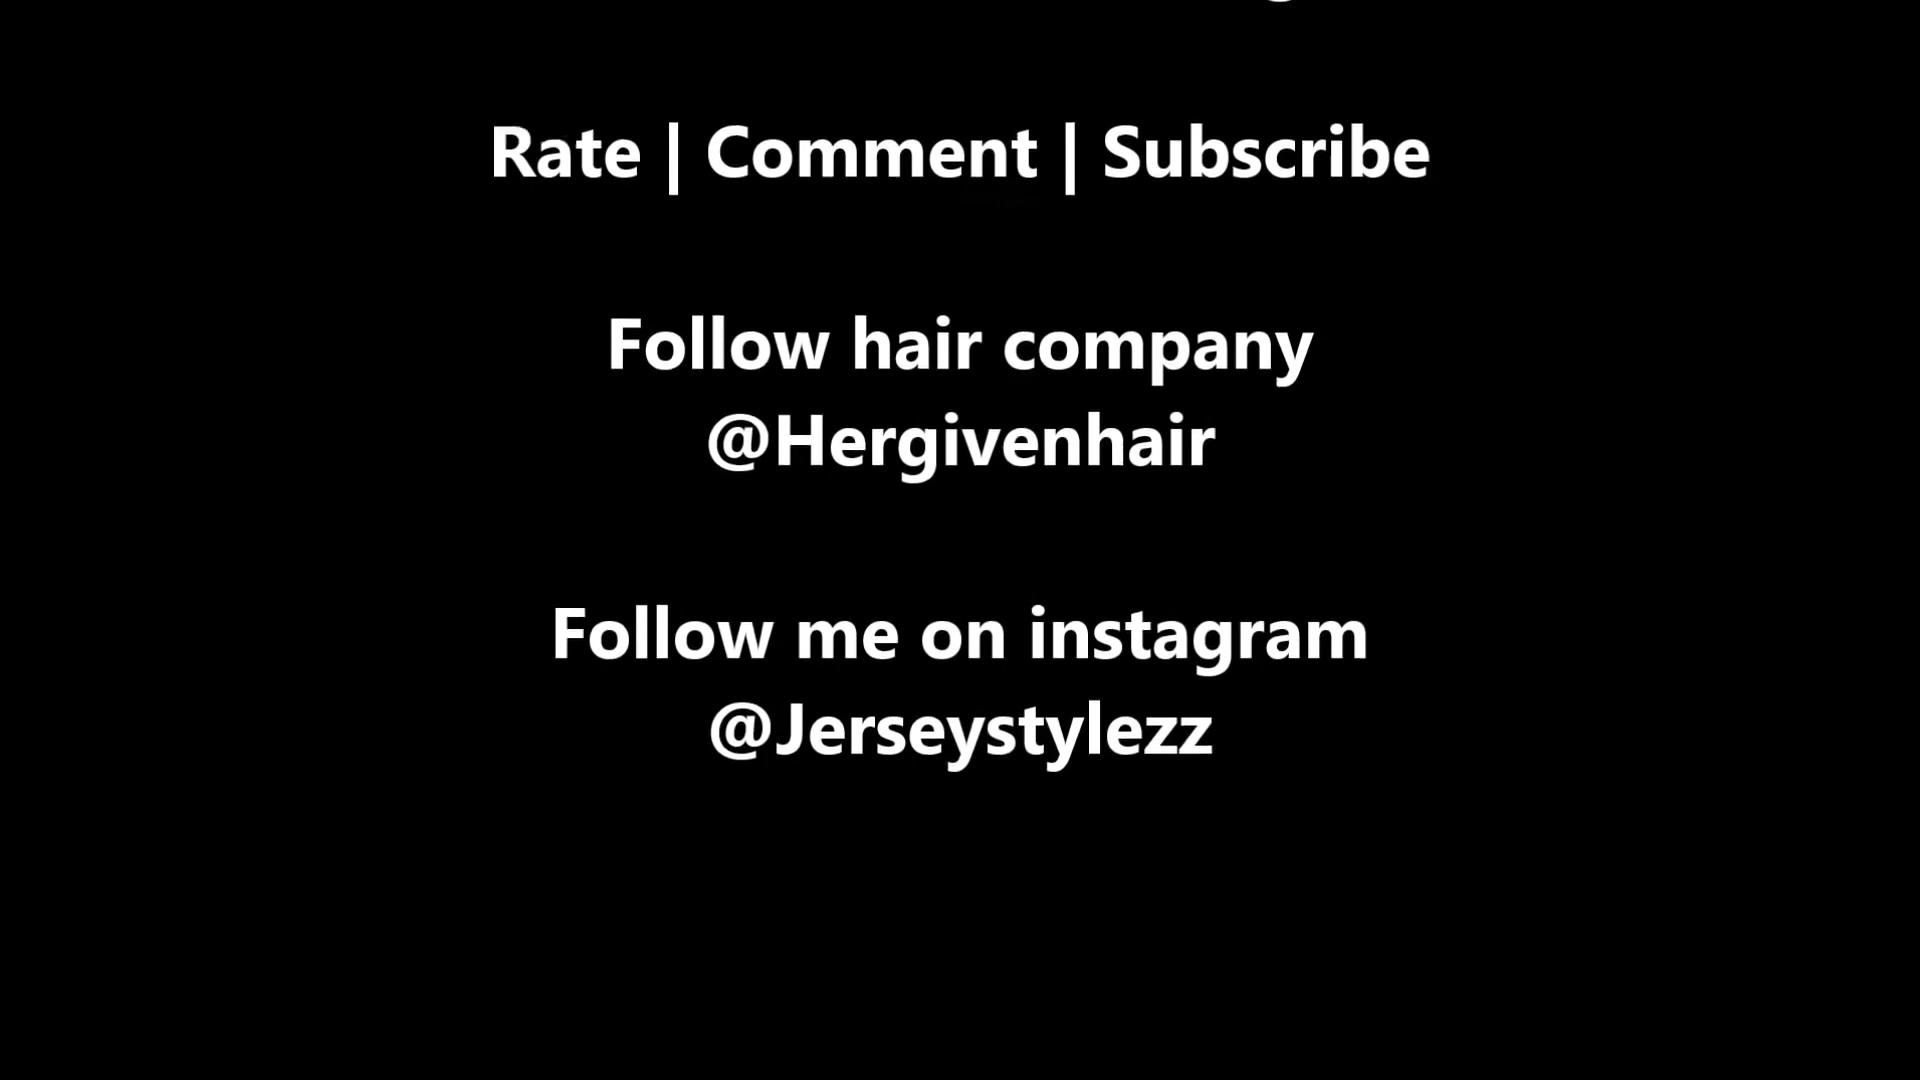 Rate | Comment | Subscribe
Follow hair company
@Hergivenhair
Follow me on instagram
@Jerseystylezz